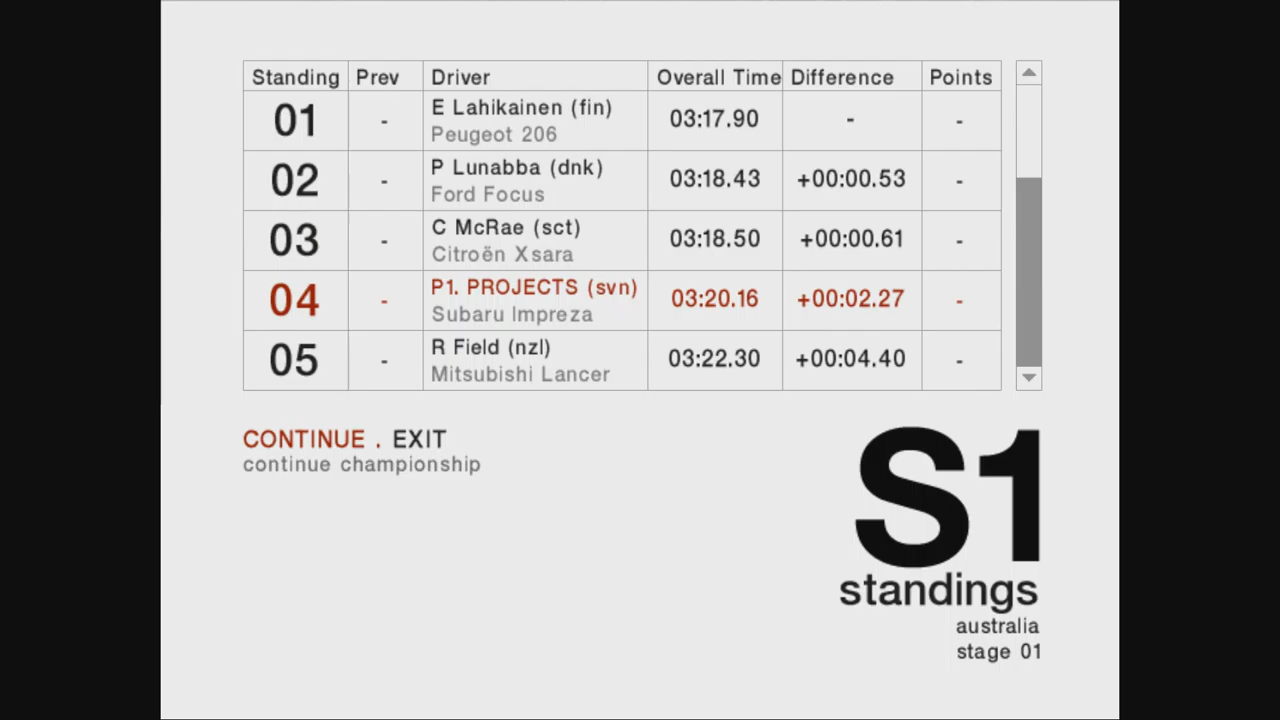 Standing Prev Driver Overall Time Difference Points
01 - E Lahikainen (fin) 03:17.90 - -
Peugeot 206
02 - P Lunabba (dnk) 03:18.43 +00:00.53 -
Ford Focus
03 - C McRae (sct) 03:18.50 +00:00.61 -
Citroën Xsara
04 - P1. PROJECTS (svn) 03:20.16 +00:02.27 -
Subaru Impreza
05 - R Field (nzl) 03:22.30 +00:04.40 -
Mitsubishi Lancer
CONTINUE . EXIT
continue championship
S1
standings
australia
stage 01